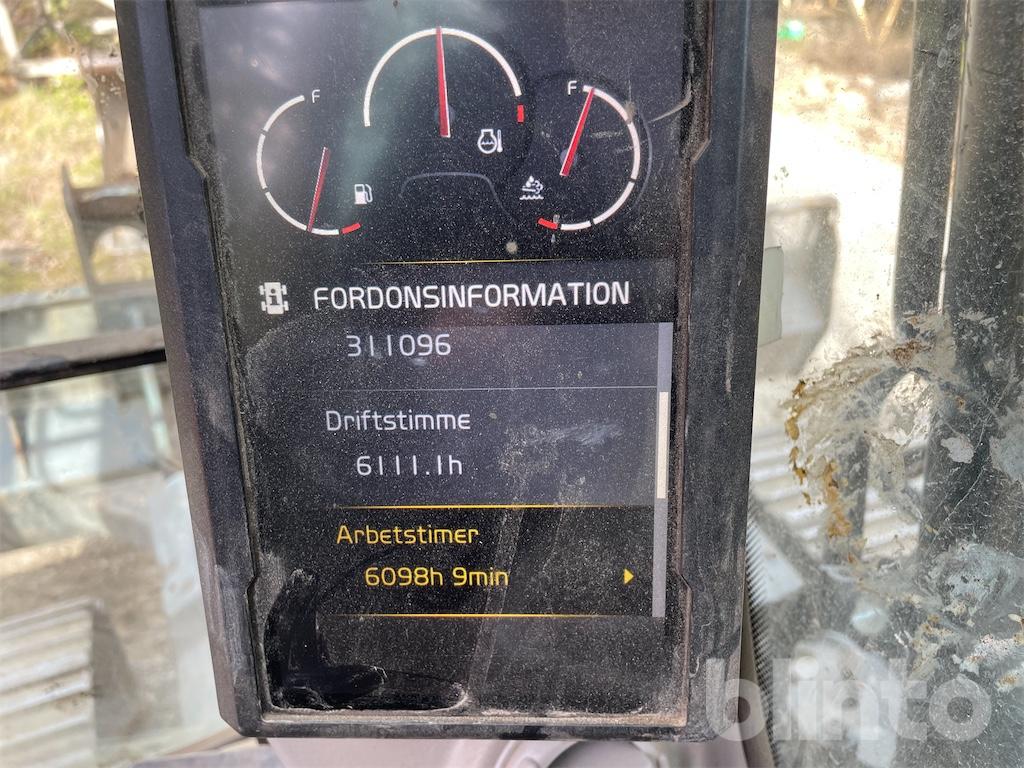 F
F
FORDONSINFORMATION
311096
Driftstimme
6111.1h
Arbetstimer
6098h 9min
blinto